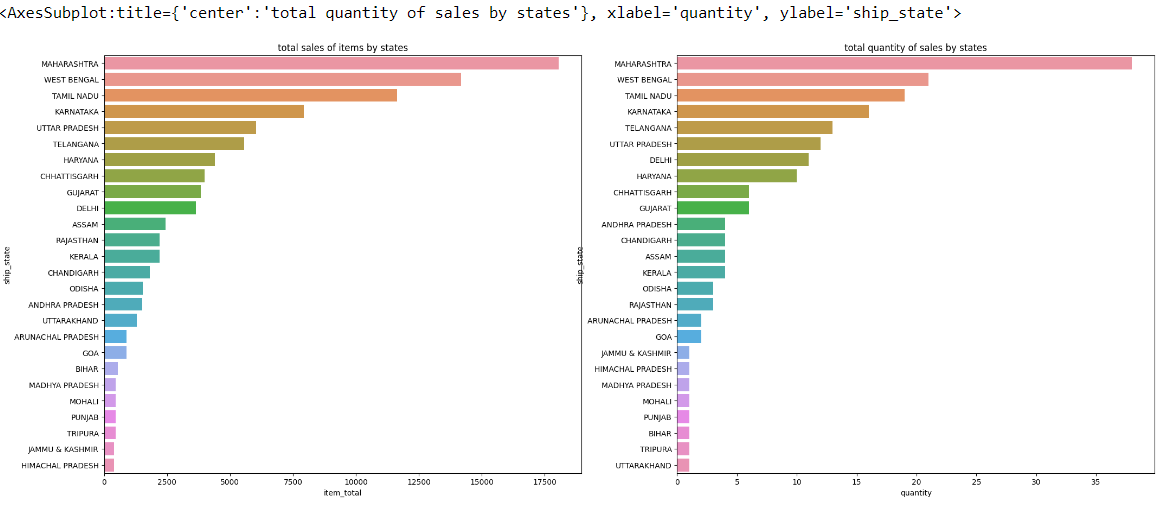 <AxesSubplot:title={'center':'total quantity of sales by states'}, xlabel='quantity', ylabel='ship_state'>
total sales of items by states
ship_state
MAHARASHTRA
WEST BENGAL
TAMIL NADU
KARNATAKA
UTTAR PRADESH
TELANGANA
HARYANA
CHHATTISGARH
GUJARAT
DELHI
ASSAM
RAJASTHAN
KERALA
CHANDIGARH
ODISHA
ANDHRA PRADESH
UTTARAKHAND
ARUNACHAL PRADESH
GOA
BIHAR
MADHYA PRADESH
MOHALI
PUNJAB
TRIPURA
JAMMU & KASHMIR
HIMACHAL PRADESH
0 2500 5000 7500 10000 12500 15000 17500
item_total
total quantity of sales by states
ship_state
MAHARASHTRA
WEST BENGAL
TAMIL NADU
KARNATAKA
TELANGANA
UTTAR PRADESH
DELHI
HARYANA
CHHATTISGARH
GUJARAT
ANDHRA PRADESH
CHANDIGARH
ASSAM
KERALA
ODISHA
RAJASTHAN
ARUNACHAL PRADESH
GOA
JAMMU & KASHMIR
HIMACHAL PRADESH
MADHYA PRADESH
MOHALI
PUNJAB
BIHAR
TRIPURA
UTTARAKHAND
0 5 10 15 20 25 30 35
quantity